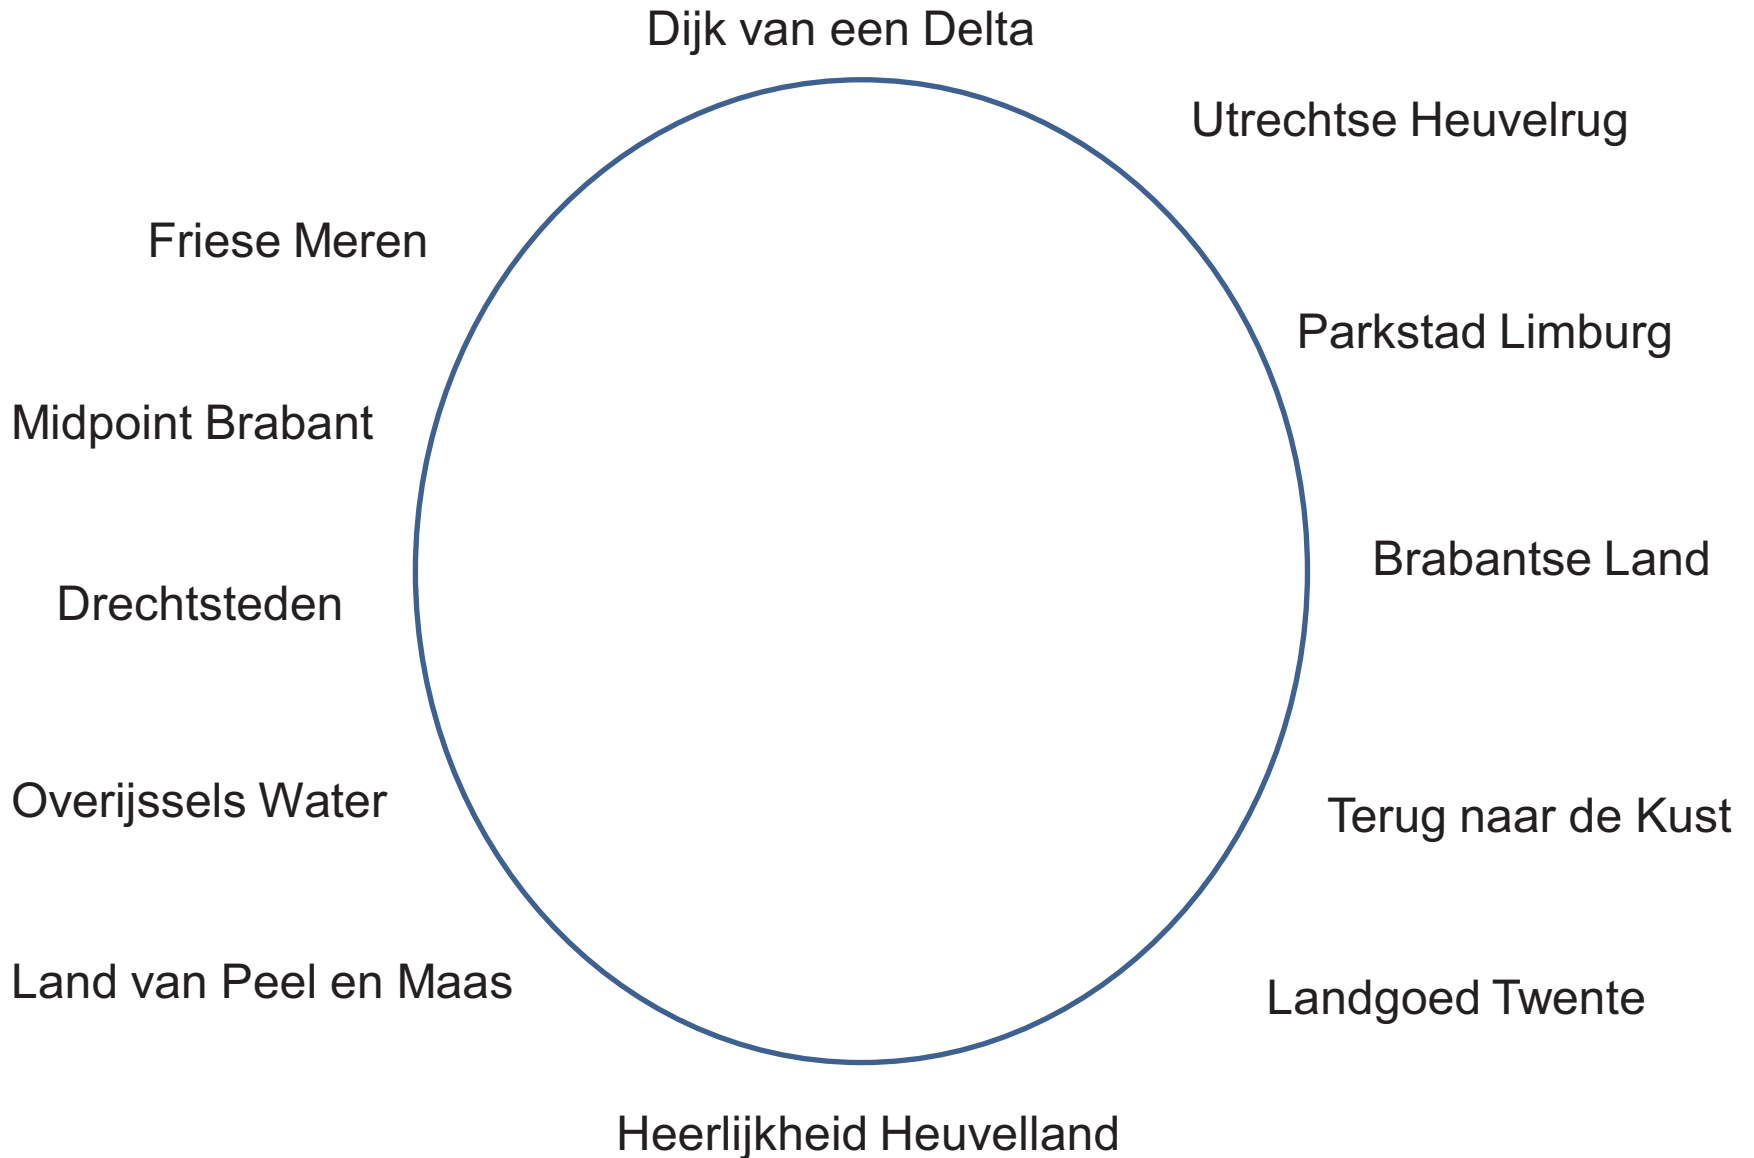 Dijk van een Delta
Utrechtse Heuvelrug
Friese Meren
Parkstad Limburg
Midpoint Brabant
Brabantse Land
Drechtsteden
Overijssels Water
Terug naar de Kust
Land van Peel en Maas
Landgoed Twente
Heerlijkheid Heuvelland